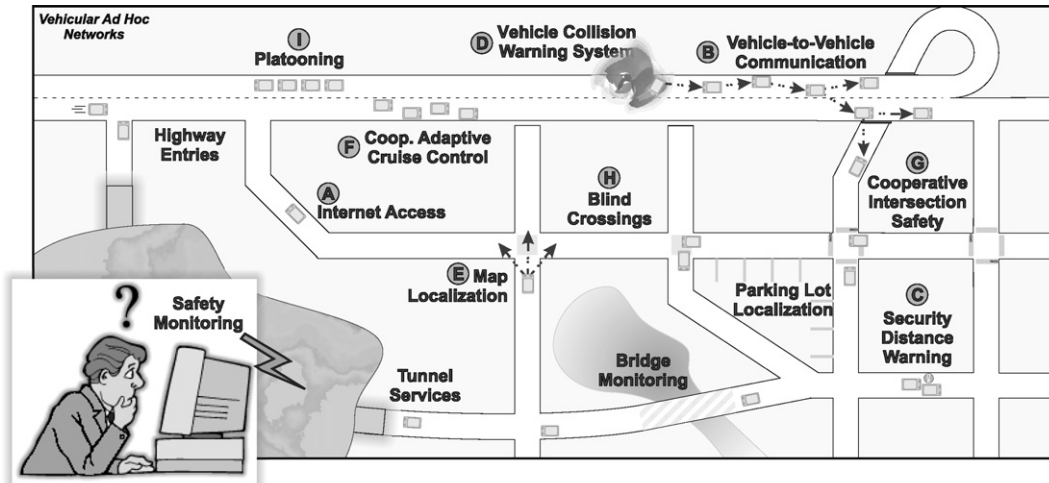 Vehicular Ad Hoc
Networks
I
Platooning
D Vehicle Collision
Warning System
B Vehicle-to-Vehicle
Communication
Highway
Entries
F Coop. Adaptive
Cruise Control
A
Internet Access
H
Blind
Crossings
G
Cooperative
Intersection
Safety
E Map
Localization
Parking Lot
Localization
C
Security
Distance
Warning
?
Safety
Monitoring
Tunnel
Services
Bridge
Monitoring